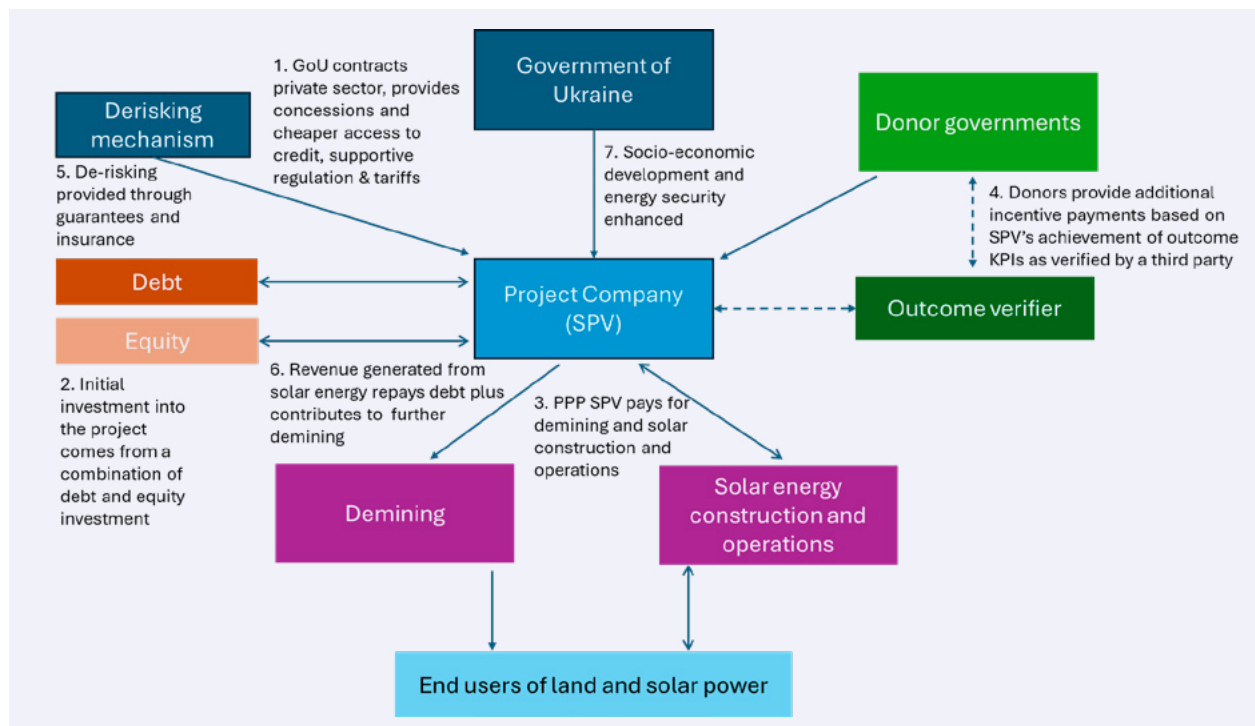 Derisking
mechanism
1. GoU contracts
private sector, provides
concessions and
cheaper access to
credit, supportive
regulation & tariffs
Government of
Ukraine
Donor governments
5. De-risking
provided through
guarantees and
insurance
7. Socio-economic
development and
energy security
enhanced
4. Donors provide additional
incentive payments based on
SPV’s achievement of outcome
KPIs as verified by a third party
Debt
Equity
Project Company
(SPV)
Outcome verifier
2. Initial
investment into
the project
comes from a
combination of
debt and equity
investment
6. Revenue generated from
solar energy repays debt plus
contributes to further
demining
3. PPP SPV pays for
demining and solar
construction and
operations
Demining
Solar energy
construction and
operations
End users of land and solar power